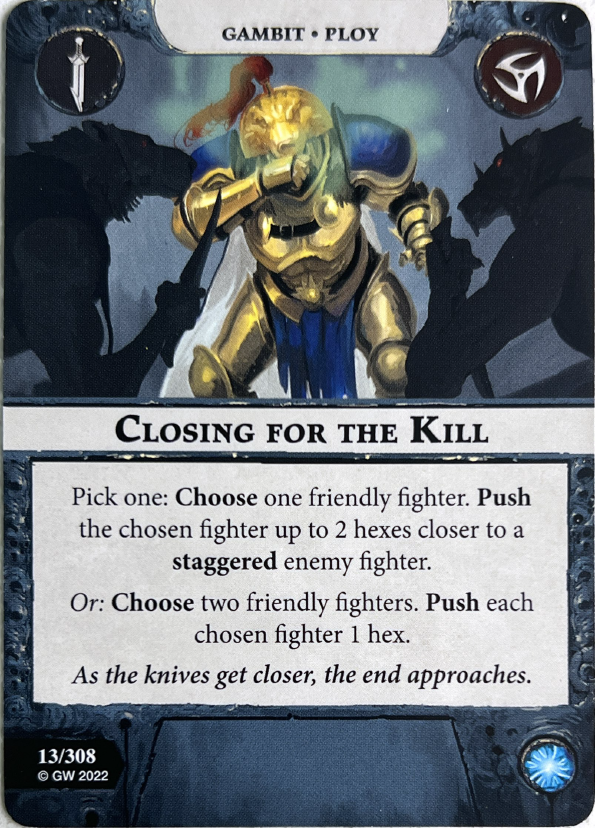 GAMBIT • PLOY
CLOSING FOR THE KILL
Pick one: Choose one friendly fighter. Push
the chosen fighter up to 2 hexes closer to a
staggered enemy fighter.
Or: Choose two friendly fighters. Push each
chosen fighter 1 hex.
As the knives get closer, the end approaches.
13/308
© GW 2022